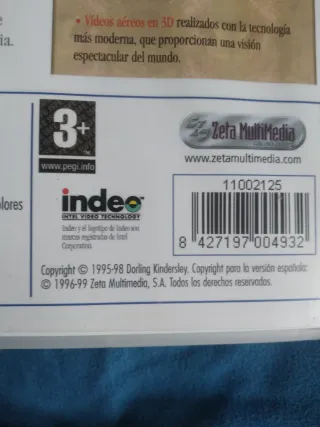 • Vídeos aéreos en 3D realizados con la tecnología
más moderna, que proporcionan una visión
espectacular del mundo.
ia.
3+
www.pegi.info
Zeta MultiMedia
www.zetamultimedia.com
olores
indeo
INTEL VIDEO TECHNOLOGY
Indeo y el logotipo de Indeo son
marcas registradas de Intel
Corporation.
11002125
8 427197 004932
Copyright © 1995-98 Dorling Kindersley. Copyright para la versión española:
© 1996-99 Zeta Multimedia, S.A. Todos los derechos reservados.